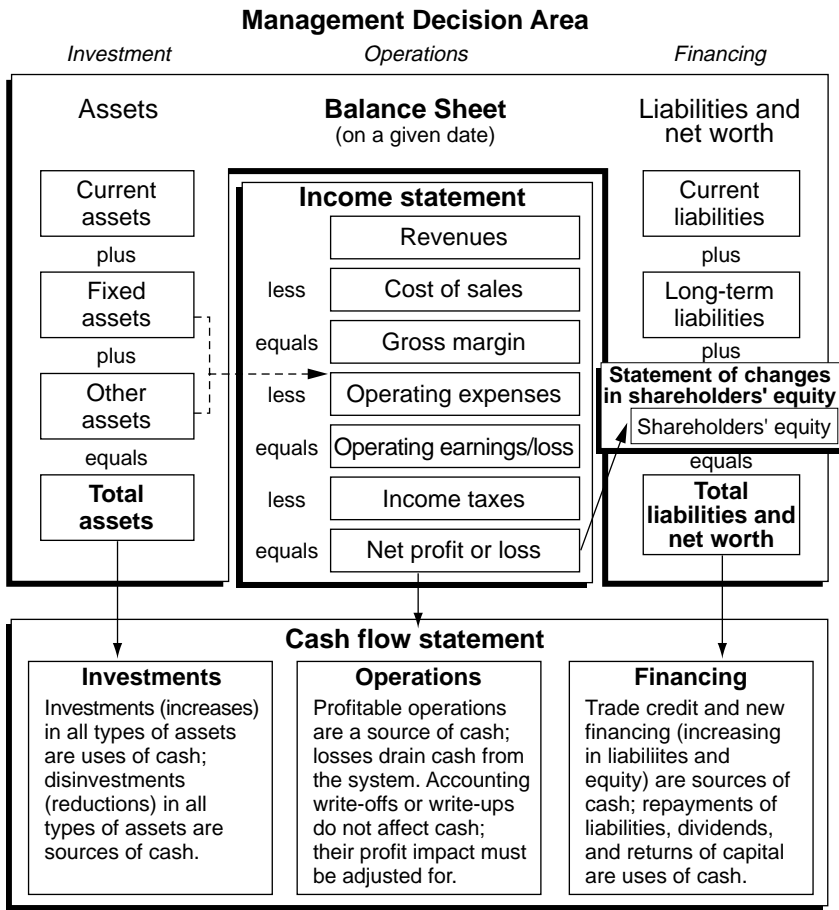 Management Decision Area
Investment
Operations
Financing
Assets
Balance Sheet
(on a given date)
Liabilities and
net worth
Current
assets
plus
Fixed
assets
plus
Other
assets
equals
Total
assets
Income statement
Revenues
less
Cost of sales
equals
Gross margin
less
Operating expenses
equals
Operating earnings/loss
less
Income taxes
equals
Net profit or loss
Current
liabilities
plus
Long-term
liabilities
plus
Statement of changes
in shareholders' equity
Shareholders' equity
equals
Total
liabilities and
net worth
Cash flow statement
Investments
Investments (increases)
in all types of assets
are uses of cash;
disinvestments
(reductions) in all
types of assets are
sources of cash.
Operations
Profitable operations
are a source of cash;
losses drain cash from
the system. Accounting
write-offs or write-ups
do not affect cash;
their profit impact must
be adjusted for.
Financing
Trade credit and new
financing (increasing
in liabiliites and
equity) are sources of
cash; repayments of
liabilities, dividends,
and returns of capital
are uses of cash.